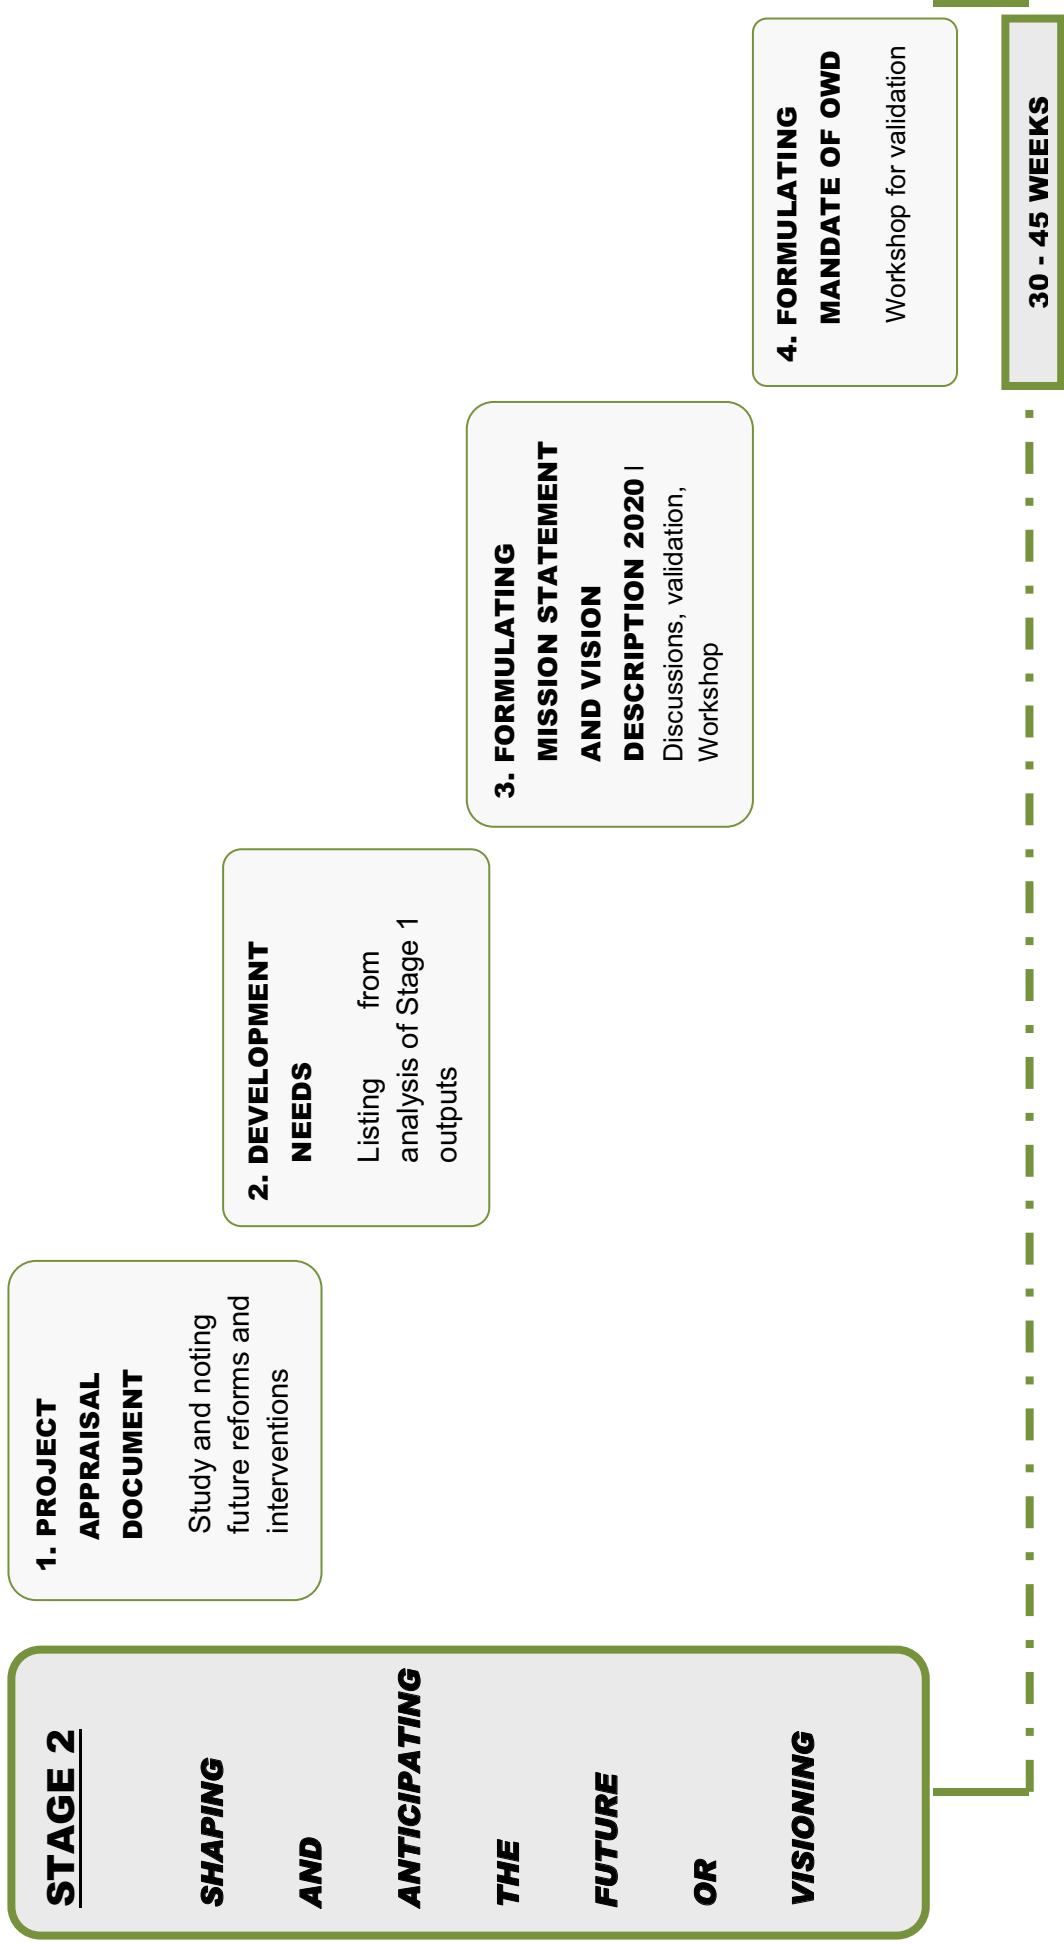 STAGE 2
SHAPING
AND
ANTICIPATING
THE
FUTURE
OR
VISIONING
1. PROJECT
APPRAISAL
DOCUMENT
Study and noting
future reforms and
interventions
2. DEVELOPMENT
NEEDS
Listing from
analysis of Stage 1
outputs
3. FORMULATING
MISSION STATEMENT
AND VISION
DESCRIPTION 2020 I
Discussions, validation,
Workshop
4. FORMULATING
MANDATE OF OWD
Workshop for validation
30 - 45 WEEKS